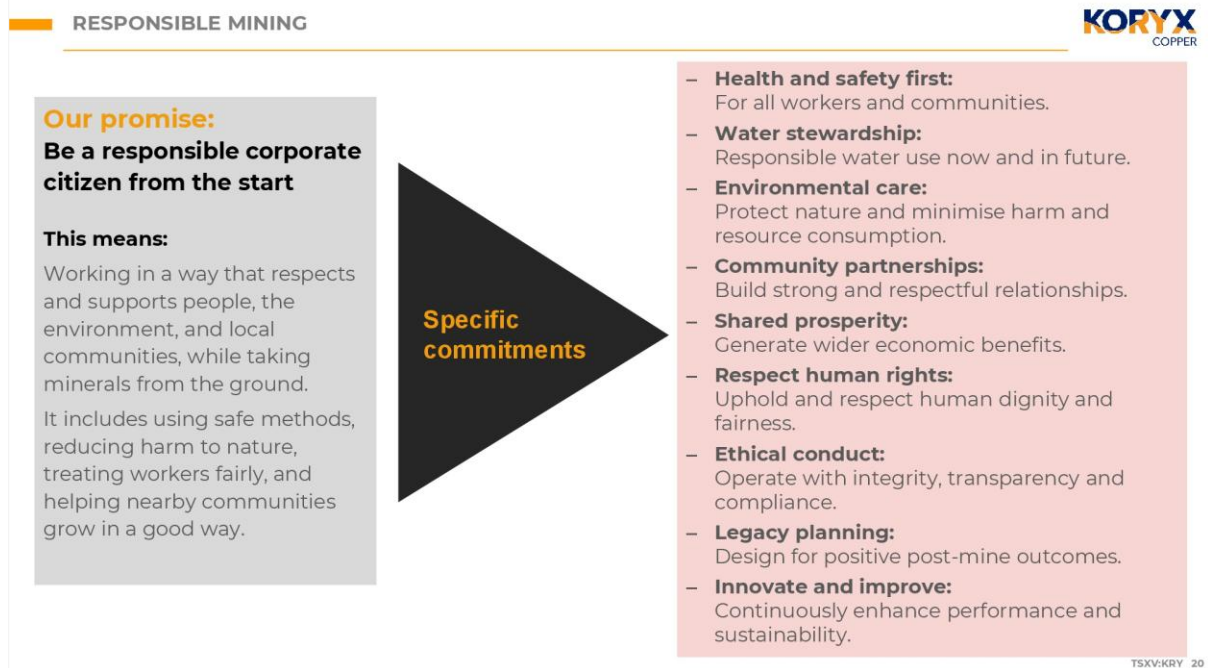 RESPONSIBLE MINING
KORYX
COPPER
Our promise:
Be a responsible corporate
citizen from the start
This means:
Working in a way that respects
and supports people, the
environment, and local
communities, while taking
minerals from the ground.
It includes using safe methods,
reducing harm to nature,
treating workers fairly, and
helping nearby communities
grow in a good way.
Specific
commitments
– Health and safety first:
For all workers and communities.
– Water stewardship:
Responsible water use now and in future.
– Environmental care:
Protect nature and minimise harm and
resource consumption.
– Community partnerships:
Build strong and respectful relationships.
– Shared prosperity:
Generate wider economic benefits.
– Respect human rights:
Uphold and respect human dignity and
fairness.
– Ethical conduct:
Operate with integrity, transparency and
compliance.
– Legacy planning:
Design for positive post-mine outcomes.
– Innovate and improve:
Continuously enhance performance and
sustainability.
TSXV:KRY 20